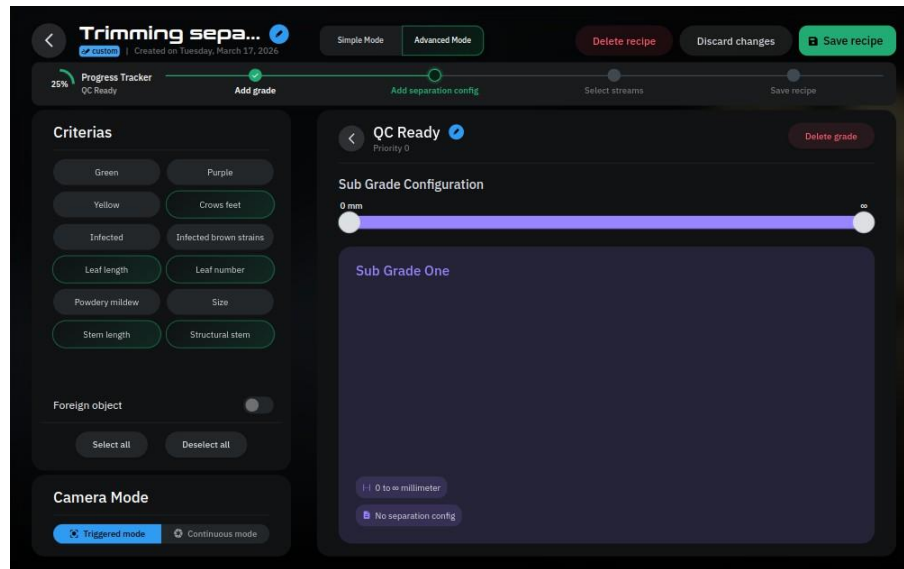 Trimming sepa...
custom | Created on Tuesday, March 17, 2026
Simple Mode
Advanced Mode
Delete recipe
Discard changes
Save recipe
25%
Progress Tracker
QC Ready
Add grade
Add separation config
Select streams
Save recipe
Criterias
Green
Purple
Yellow
Crows feet
Infected
Infected brown strains
Leaf length
Leaf number
Powdery mildew
Size
Stem length
Structural stem
Foreign object
Select all
Deselect all
Camera Mode
Triggered mode
Continuous mode
QC Ready
Priority 0
Delete grade
Sub Grade Configuration
0 mm
∞
Sub Grade One
0 to ∞ millimeter
No separation config